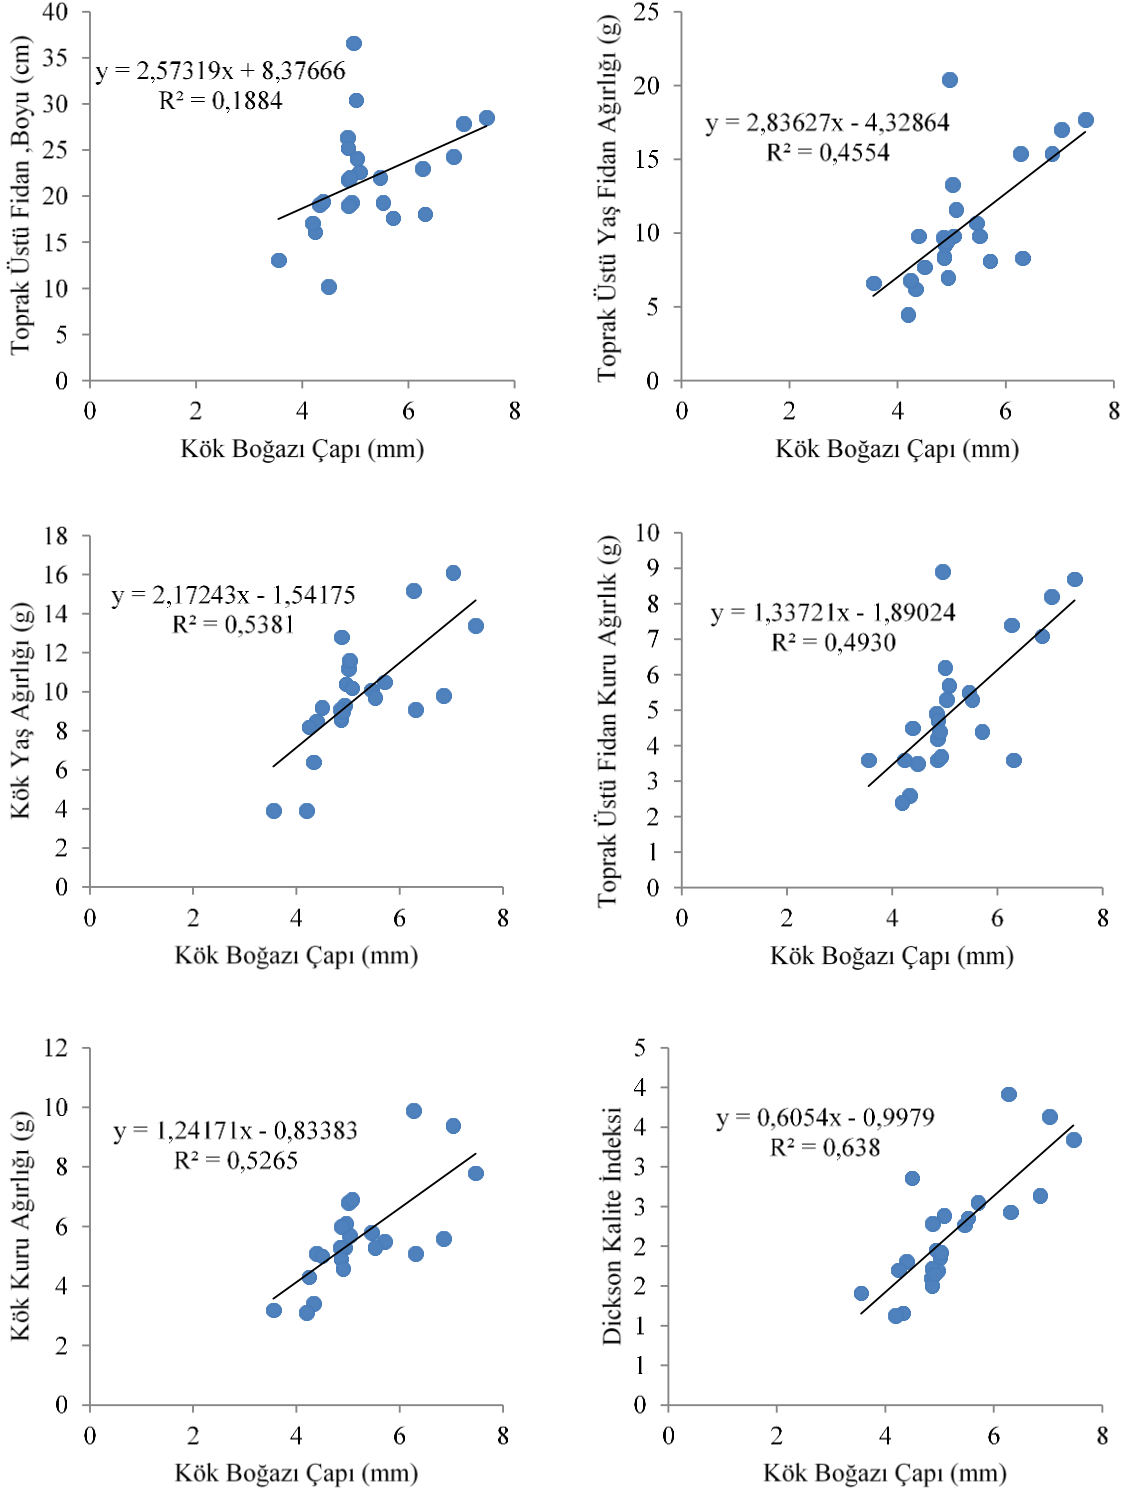 Toprak Üstü Fidan ,Boyu (cm)
40
35
30
25
20
15
10
5
0
y = 2,57319x + 8,37666
R² = 0,1884
0 2 4 6 8
Kök Boğazı Çapı (mm)
Toprak Üstü Yaş Fidan Ağırlığı (g)
25
20
15
10
5
0
y = 2,83627x - 4,32864
R² = 0,4554
0 2 4 6 8
Kök Boğazı Çapı (mm)
Kök Yaş Ağırlığı (g)
18
16
14
12
10
8
6
4
2
0
y = 2,17243x - 1,54175
R² = 0,5381
0 2 4 6 8
Kök Boğazı Çapı (mm)
Toprak Üstü Fidan Kuru Ağırlık (g)
10
9
8
7
6
5
4
3
2
1
0
y = 1,33721x - 1,89024
R² = 0,4930
0 2 4 6 8
Kök Boğazı Çapı (mm)
Kök Kuru Ağırlığı (g)
12
10
8
6
4
2
0
y = 1,24171x - 0,83383
R² = 0,5265
0 2 4 6 8
Kök Boğazı Çapı (mm)
Dickson Kalite İndeksi
5
4
4
3
3
2
2
1
1
0
y = 0,6054x - 0,9979
R² = 0,638
0 2 4 6 8
Kök Boğazı Çapı (mm)